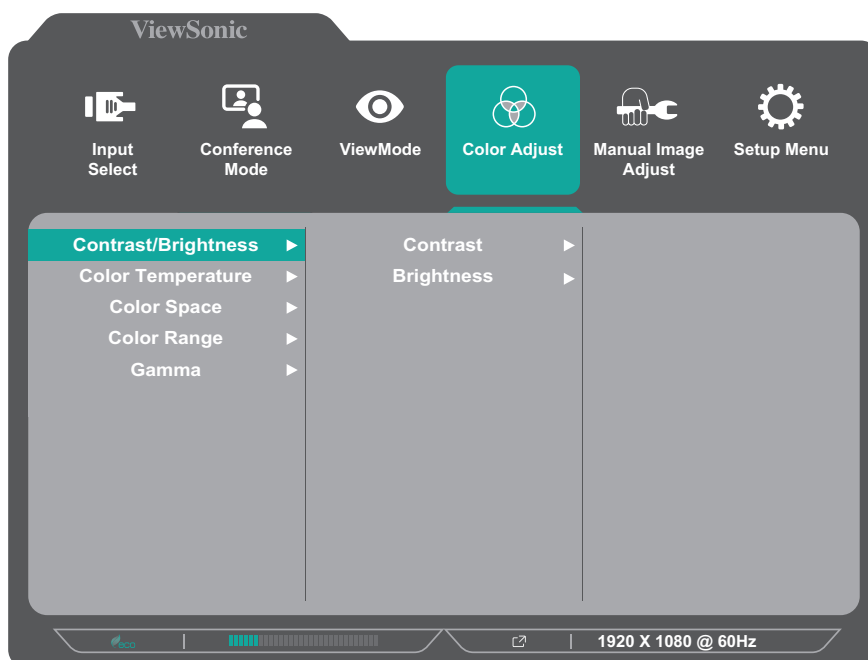 ViewSonic
Input
Select
Conference
Mode
ViewMode
Color Adjust
Manual Image
Adjust
Setup Menu
Contrast/Brightness
Color Temperature
Color Space
Color Range
Gamma
Contrast
Brightness
eco
1920 X 1080 @ 60Hz